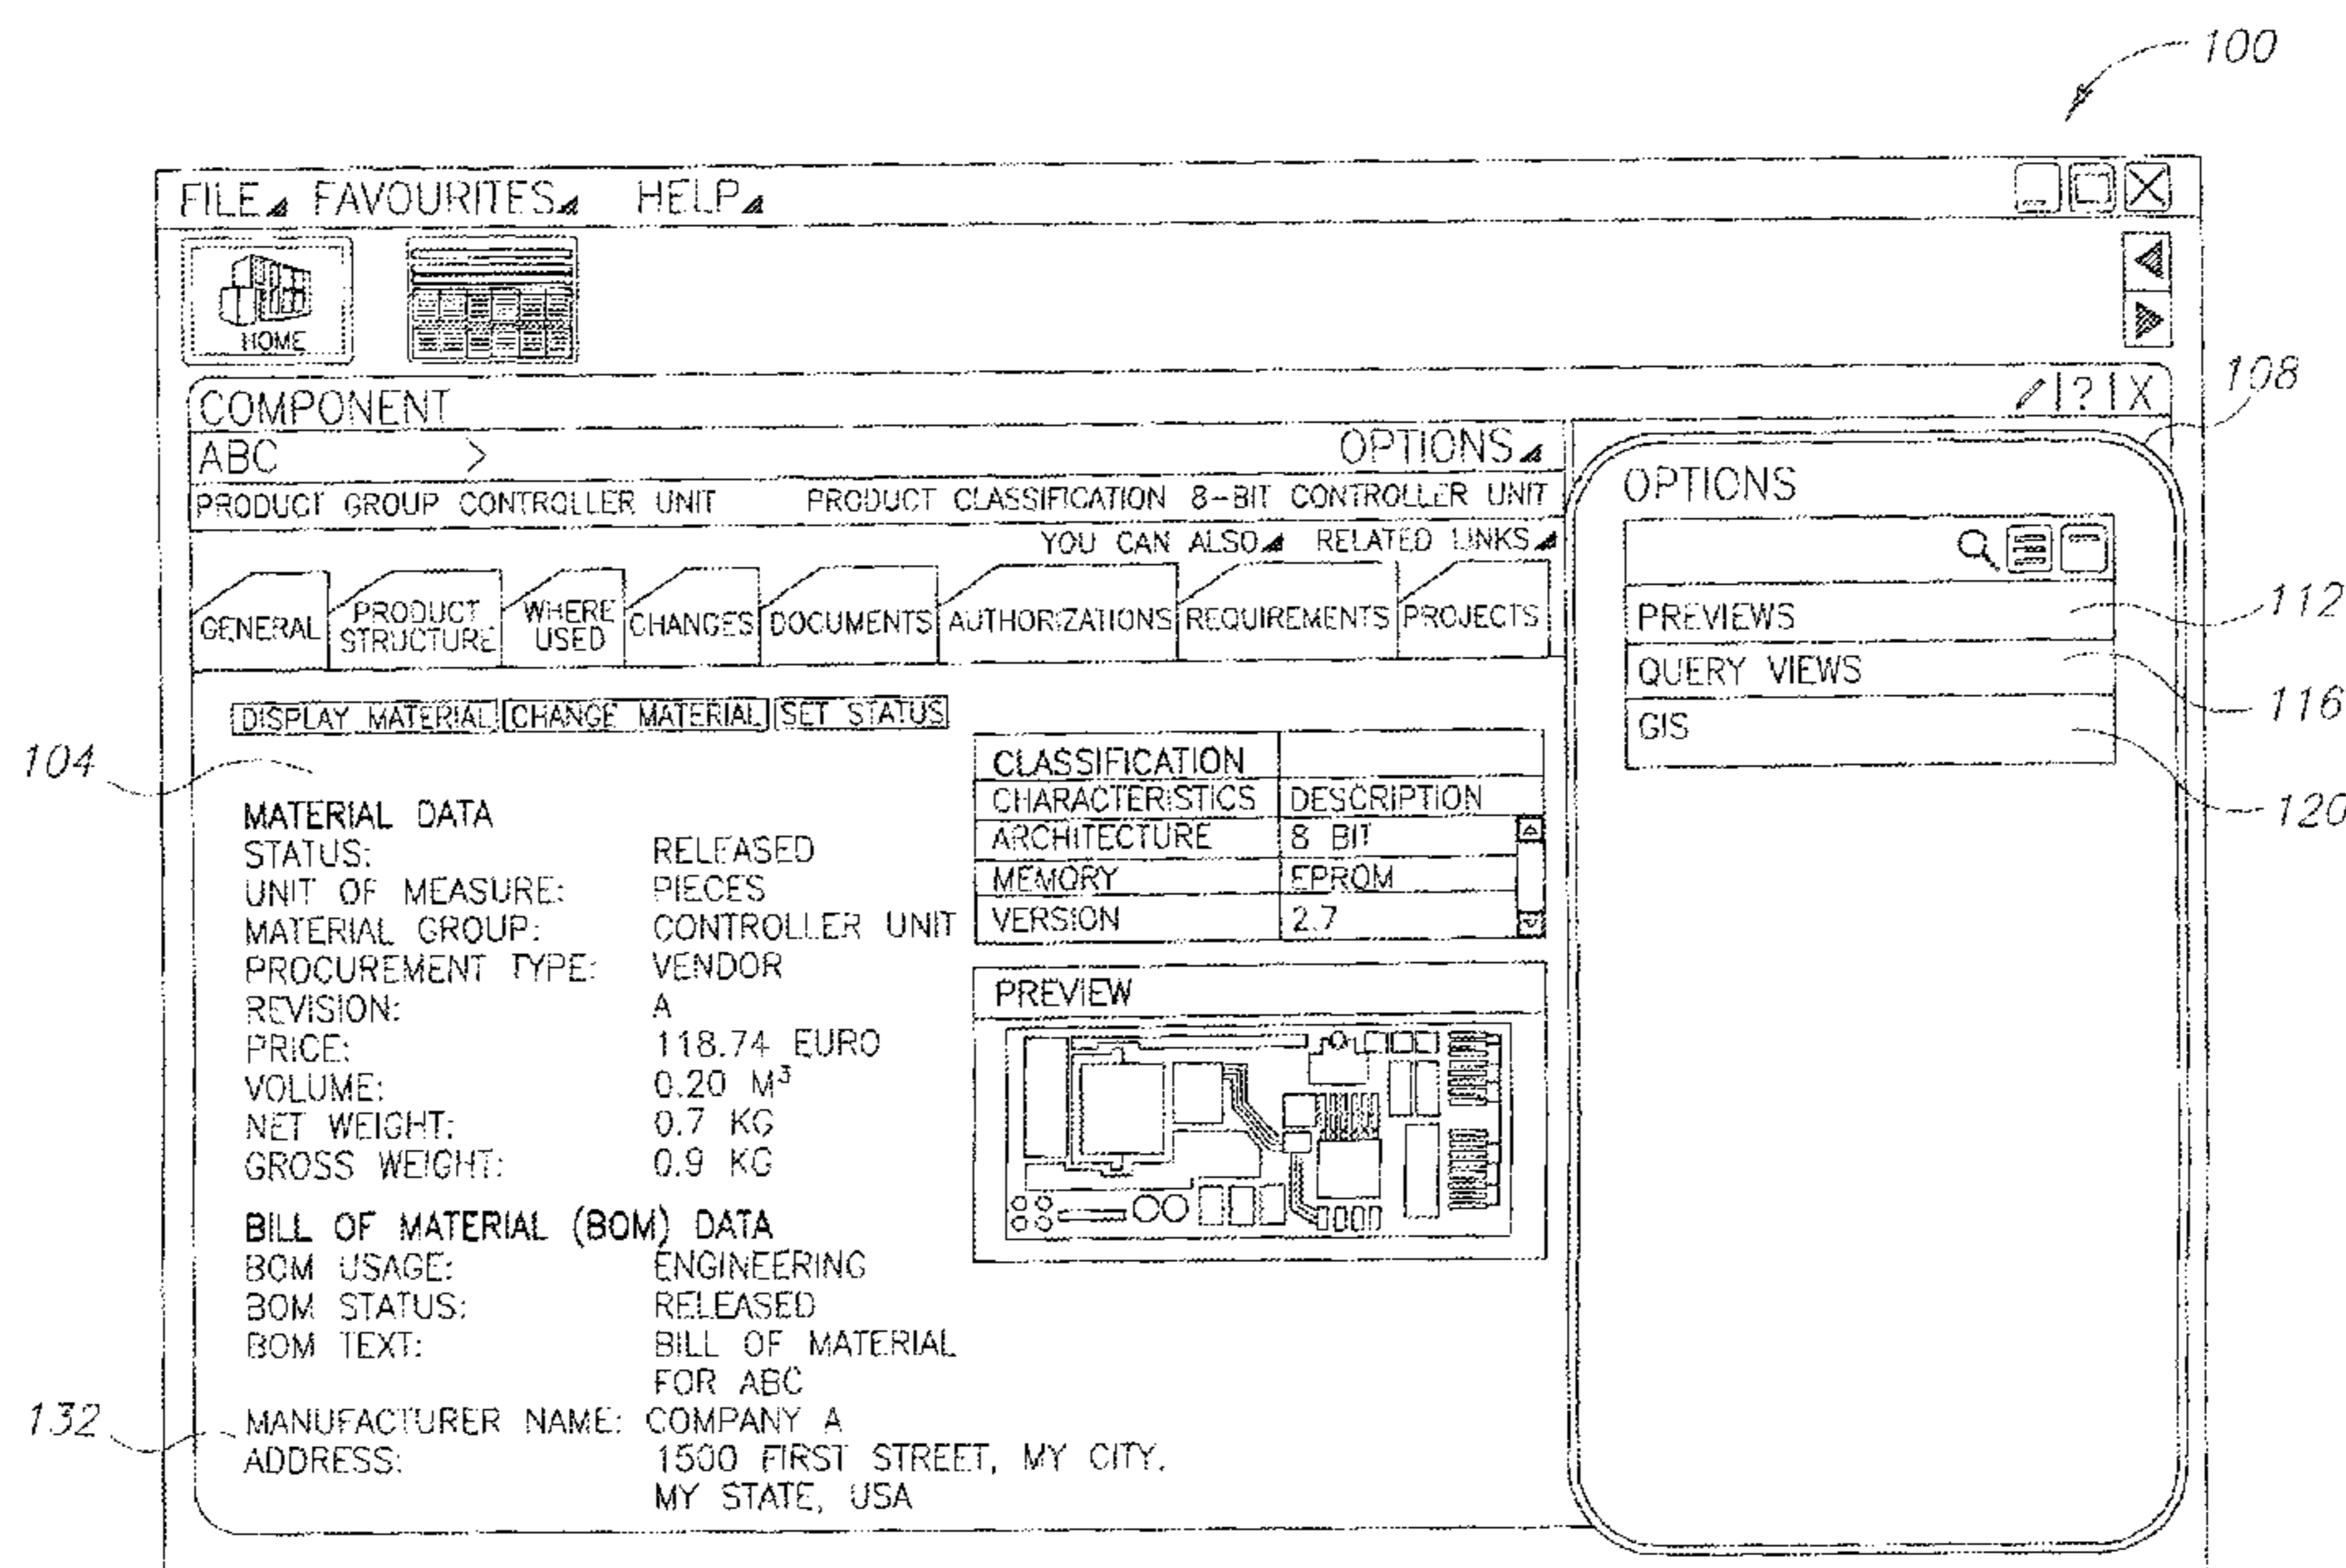 100
FILE FAVOURITES HELP
HOME
COMPONENT ? X
108
ABC > OPTIONS
PRODUCT GROUP CONTROLLER UNIT PRODUCT CLASSIFICATION 8-BIT CONTROLLER UNIT
YOU CAN ALSO RELATED LINKS
GENERAL PRODUCT STRUCTURE WHERE USED CHANGES DOCUMENTS AUTHORIZATIONS REQUIREMENTS PROJECTS
OPTIONS
PREVIEWS 112
QUERY VIEWS 116
GIS 120
DISPLAY MATERIAL CHANGE MATERIAL SET STATUS
104
MATERIAL DATA
STATUS: RELEASED
UNIT OF MEASURE: PIECES
MATERIAL GROUP: CONTROLLER UNIT
PROCUREMENT TYPE: VENDOR
REVISION: A
PRICE: 118.74 EURO
VOLUME: 0.20 M³
NET WEIGHT: 0.7 KG
GROSS WEIGHT: 0.9 KG
CLASSIFICATION
CHARACTERISTICS DESCRIPTION
ARCHITECTURE 8 BIT
MEMORY EPROM
VERSION 2.7
PREVIEW
BILL OF MATERIAL (BOM) DATA
BOM USAGE: ENGINEERING
BOM STATUS: RELEASED
BOM TEXT: BILL OF MATERIAL
FOR ABC
132
MANUFACTURER NAME: COMPANY A
ADDRESS: 1500 FIRST STREET, MY CITY,
MY STATE, USA